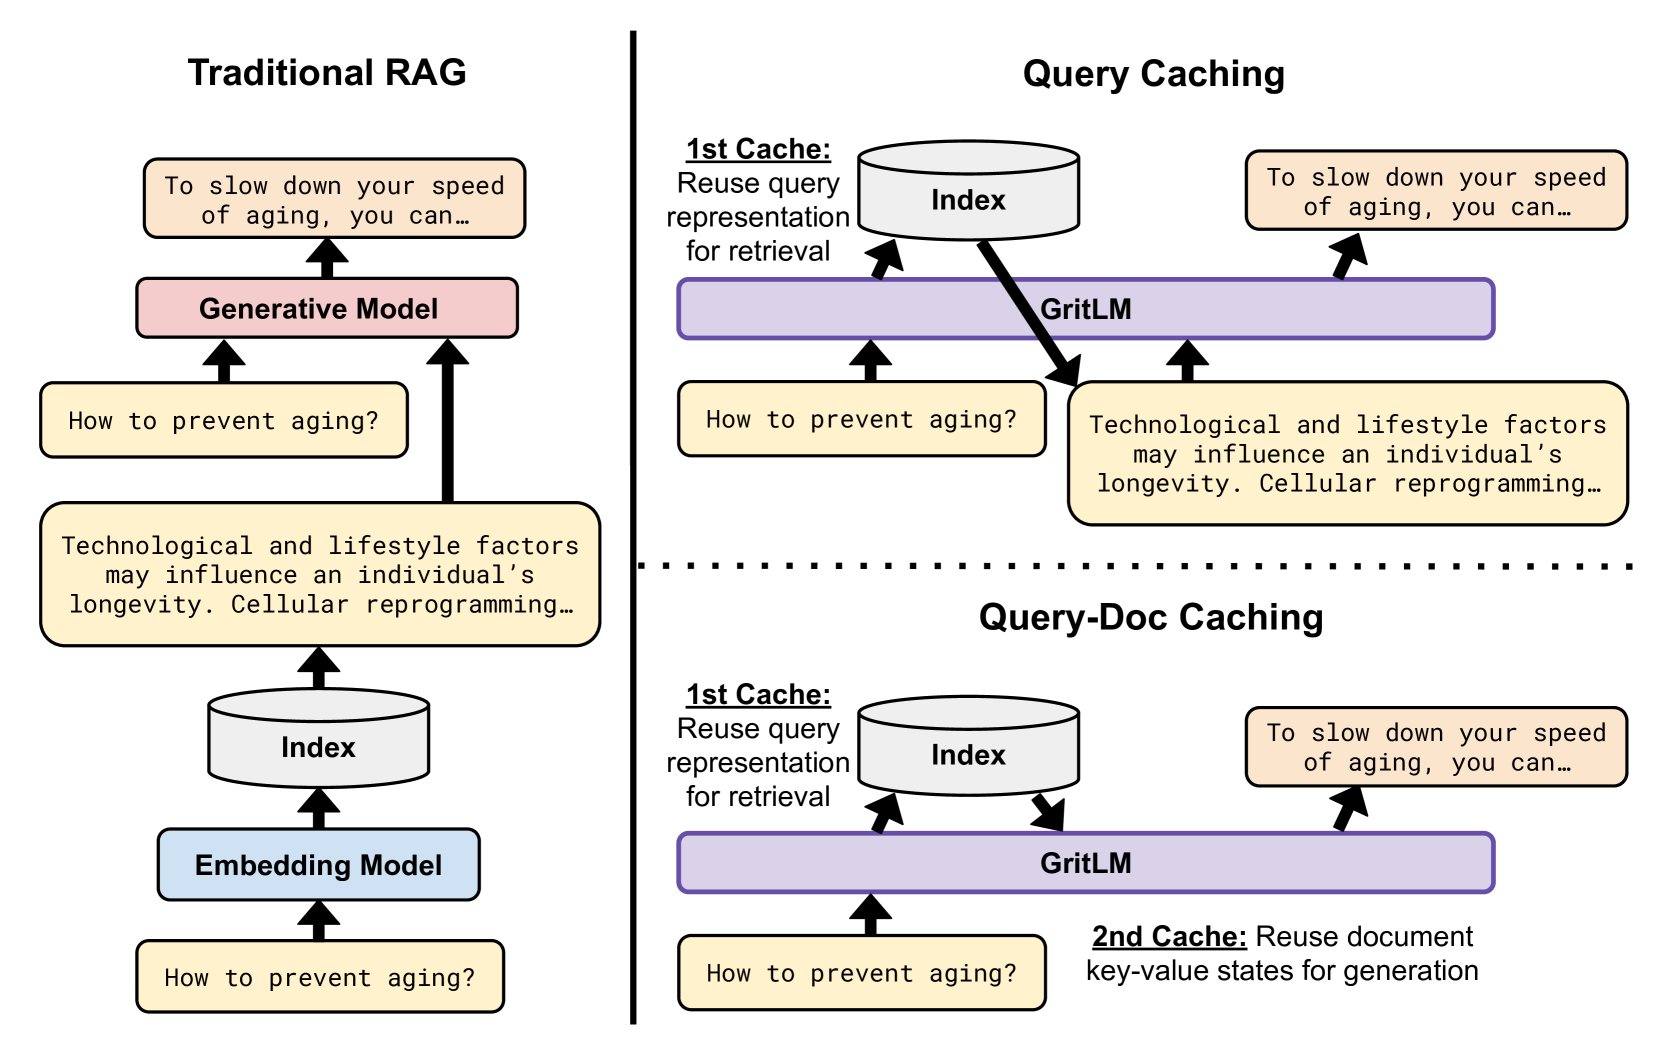 Traditional RAG
To slow down your speed
of aging, you can…
Generative Model
How to prevent aging?
Technological and lifestyle factors
may influence an individual’s
longevity. Cellular reprogramming…
Index
Embedding Model
How to prevent aging?
Query Caching
1st Cache:
Reuse query
representation
for retrieval
Index
To slow down your speed
of aging, you can…
GritLM
How to prevent aging?
Technological and lifestyle factors
may influence an individual’s
longevity. Cellular reprogramming…
Query-Doc Caching
1st Cache:
Reuse query
representation
for retrieval
Index
To slow down your speed
of aging, you can…
GritLM
How to prevent aging?
2nd Cache: Reuse document
key-value states for generation